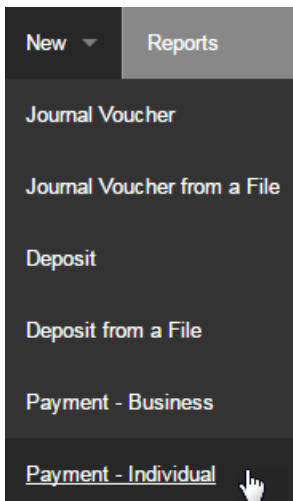 New Reports
Journal Voucher
Journal Voucher from a File
Deposit
Deposit from a File
Payment - Business
Payment - Individual